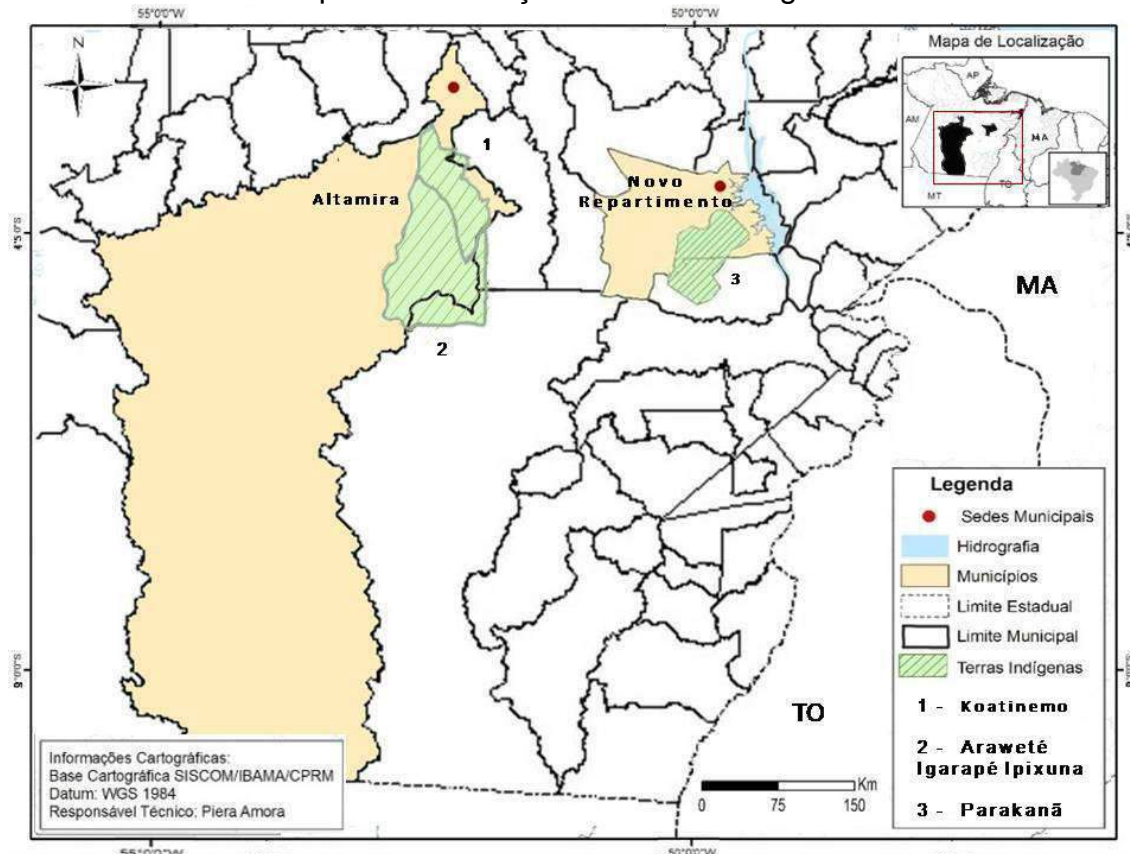 55°0'0"W
50°0'0"W
N
Mapa de Localização
AP
AM
MA
TO
MT
1
Altamira
Novo
Repartimento
3
2
MA
TO
9°0'0"S
Legenda
Sedes Municipais
Hidrografia
Municípios
Limite Estadual
Limite Municipal
Terras Indígenas
1 - Koatinemo
2 - Araweté
Igarapé Ipixuna
3 - Parakanã
Informações Cartográficas:
Base Cartográfica SISCOM/IBAMA/CPRM
Datum: WGS 1984
Responsável Técnico: Piera Amora
Km
0 75 150